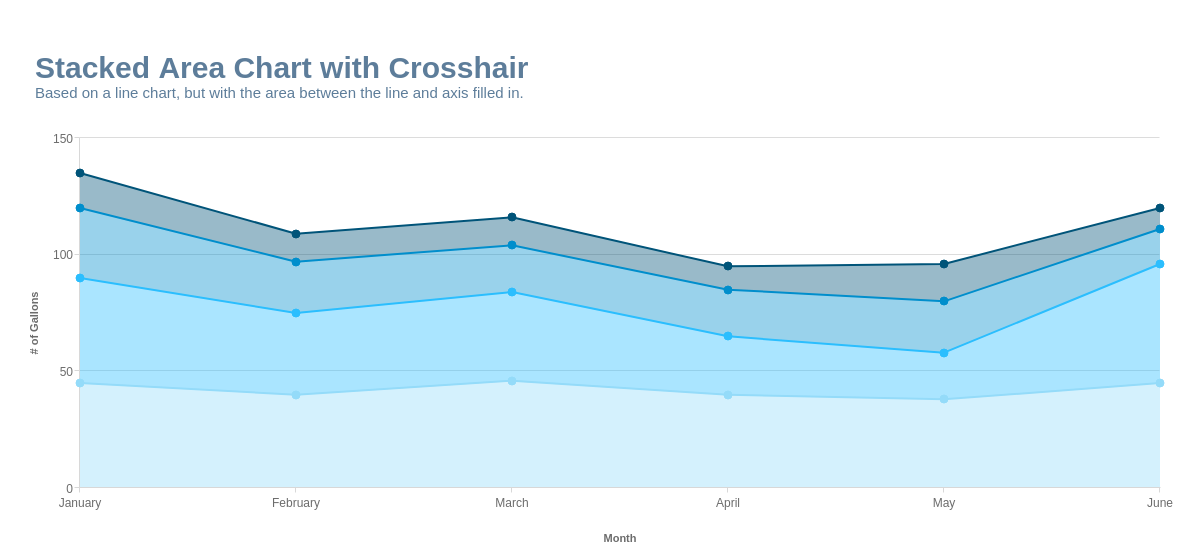 Stacked Area Chart with Crosshair
Based on a line chart, but with the area between the line and axis filled in.
150
100
50
0
# of Gallons
January February March April May June
Month